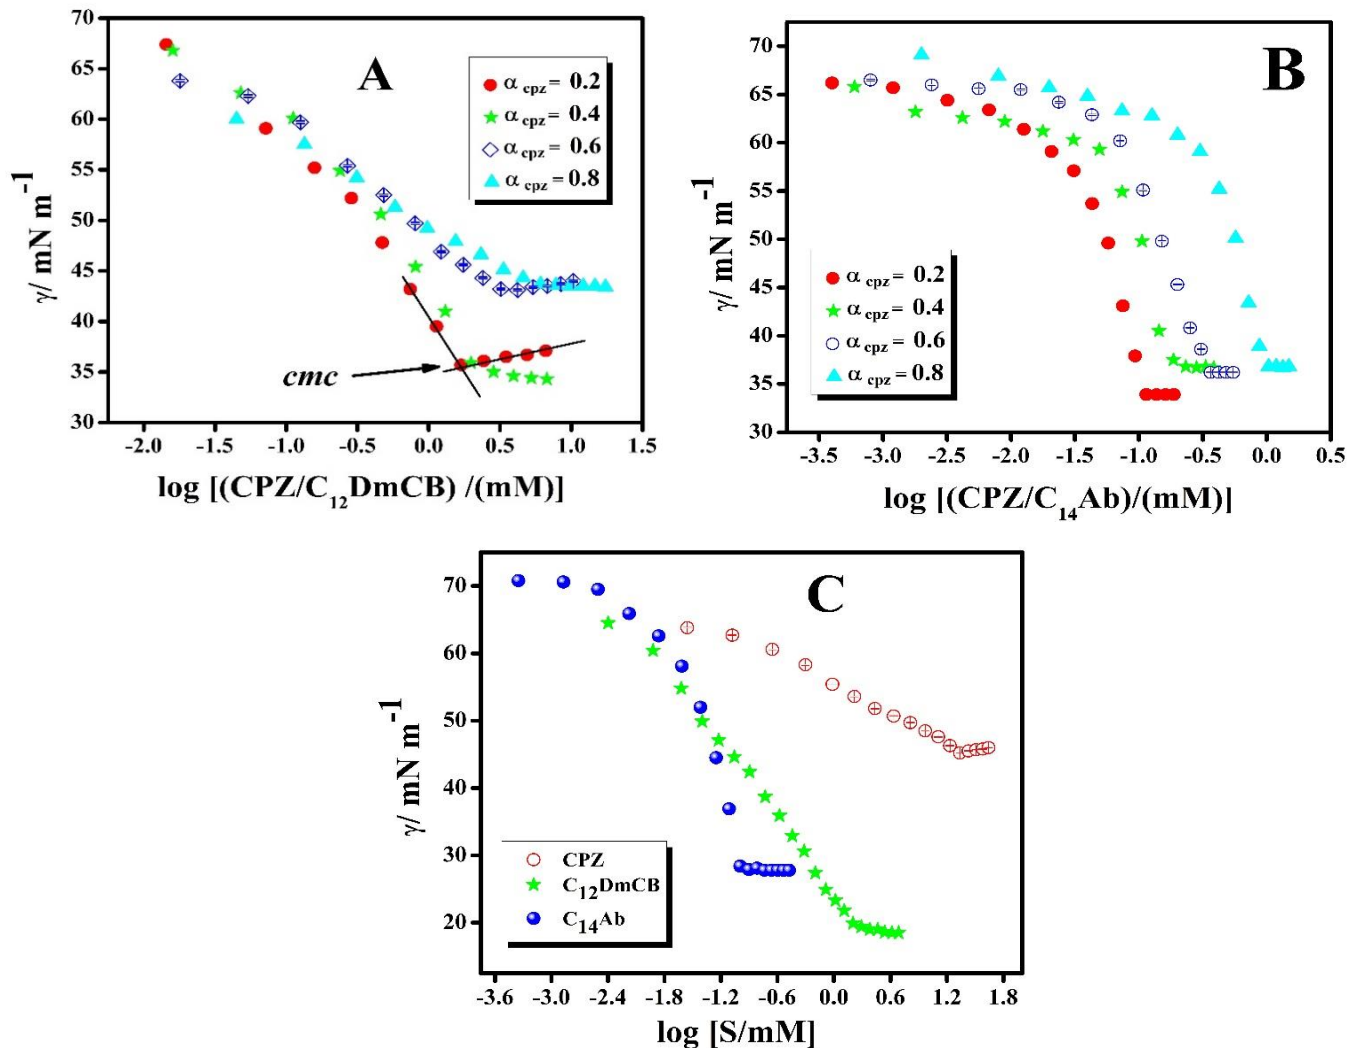 A
α cpz = 0.2
α cpz = 0.4
α cpz = 0.6
α cpz = 0.8
cmc
70
65
60
55
50
45
40
35
30
γ/ mN m⁻¹
-2.0 -1.5 -1.0 -0.5 0.0 0.5 1.0 1.5
log [(CPZ/C₁₂DmCB) /(mM)]
B
α cpz = 0.2
α cpz = 0.4
α cpz = 0.6
α cpz = 0.8
70
65
60
55
50
45
40
35
30
γ/ mN m⁻¹
-3.5 -3.0 -2.5 -2.0 -1.5 -1.0 -0.5 0.0 0.5
log [(CPZ/C₁₄Ab)/(mM)]
C
70
60
50
40
30
20
γ/ mN m⁻¹
CPZ
C₁₂DmCB
C₁₄Ab
-3.6 -3.0 -2.4 -1.8 -1.2 -0.6 0.0 0.6 1.2 1.8
log [S/mM]